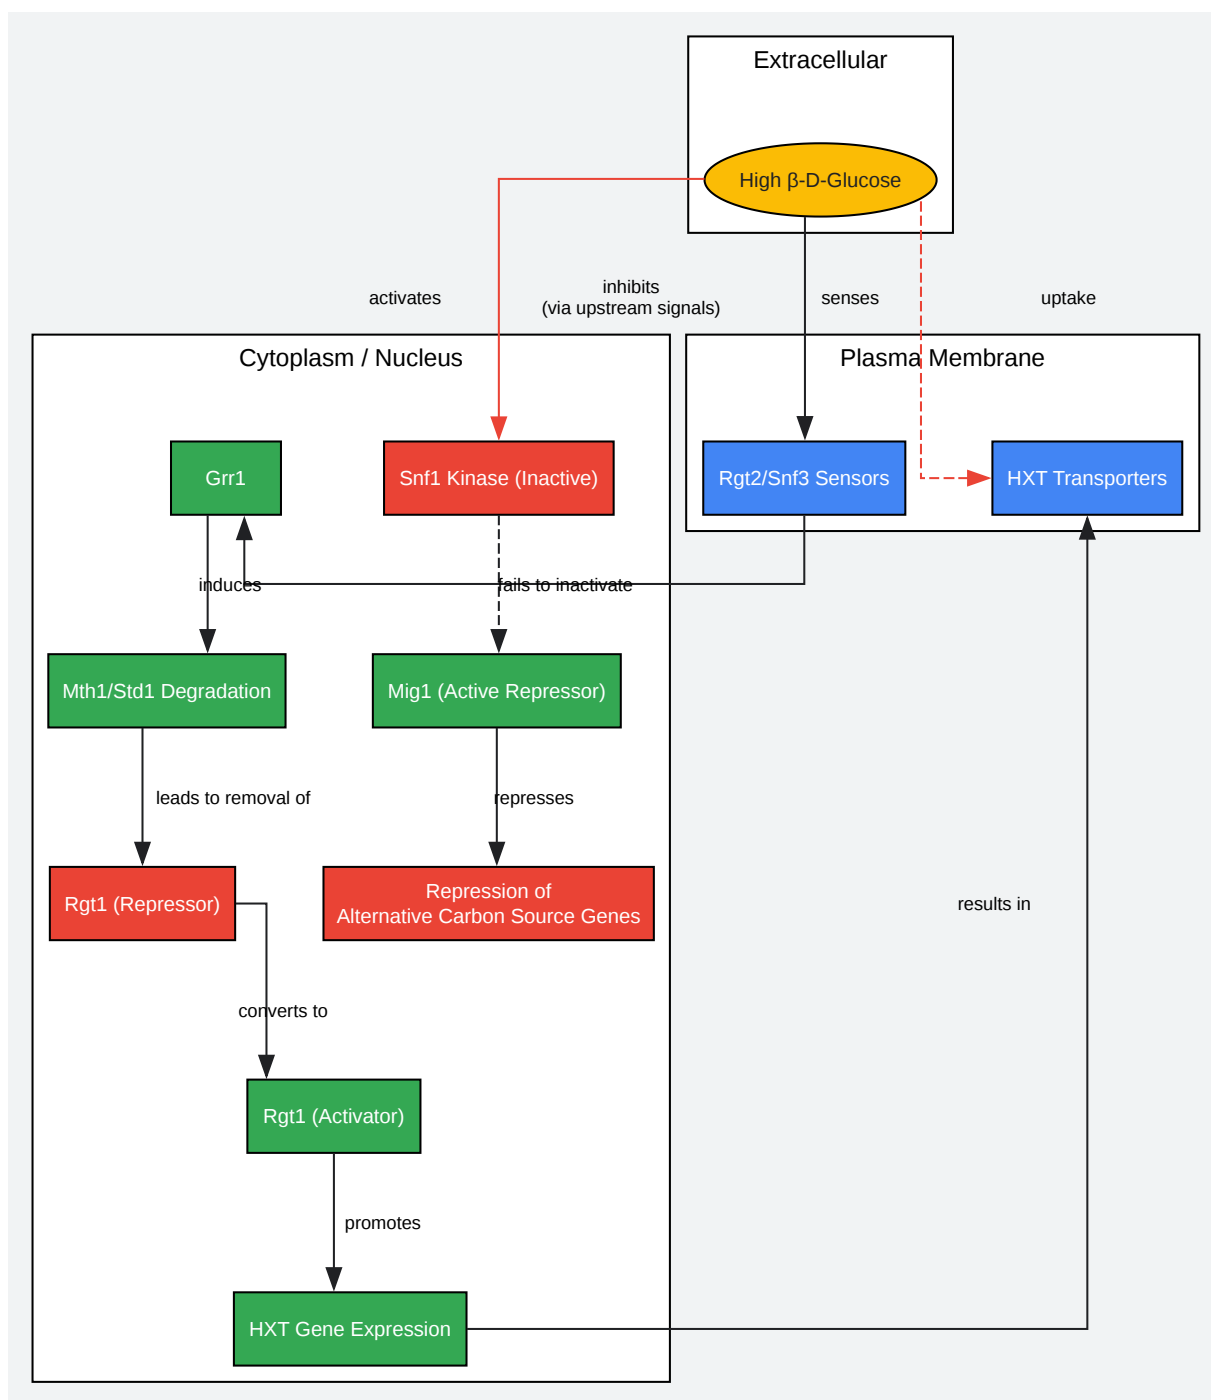 Extracellular
High β-D-Glucose
activates
inhibits
(via upstream signals)
senses
uptake
Cytoplasm / Nucleus
Plasma Membrane
Grr1
Snf1 Kinase (Inactive)
Rgt2/Snf3 Sensors
HXT Transporters
induces
fails to inactivate
Mth1/Std1 Degradation
Mig1 (Active Repressor)
leads to removal of
represses
Rgt1 (Repressor)
Repression of
Alternative Carbon Source Genes
results in
converts to
Rgt1 (Activator)
promotes
HXT Gene Expression